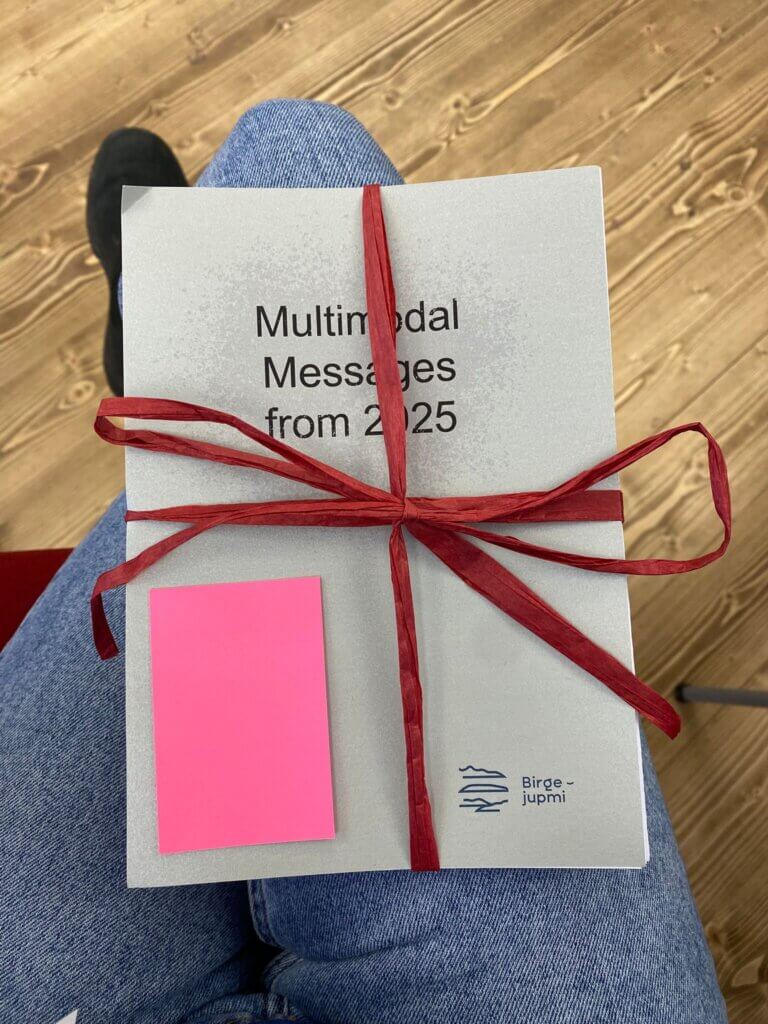 Multimodal
Messages
from 2025
Birge-
jupmi